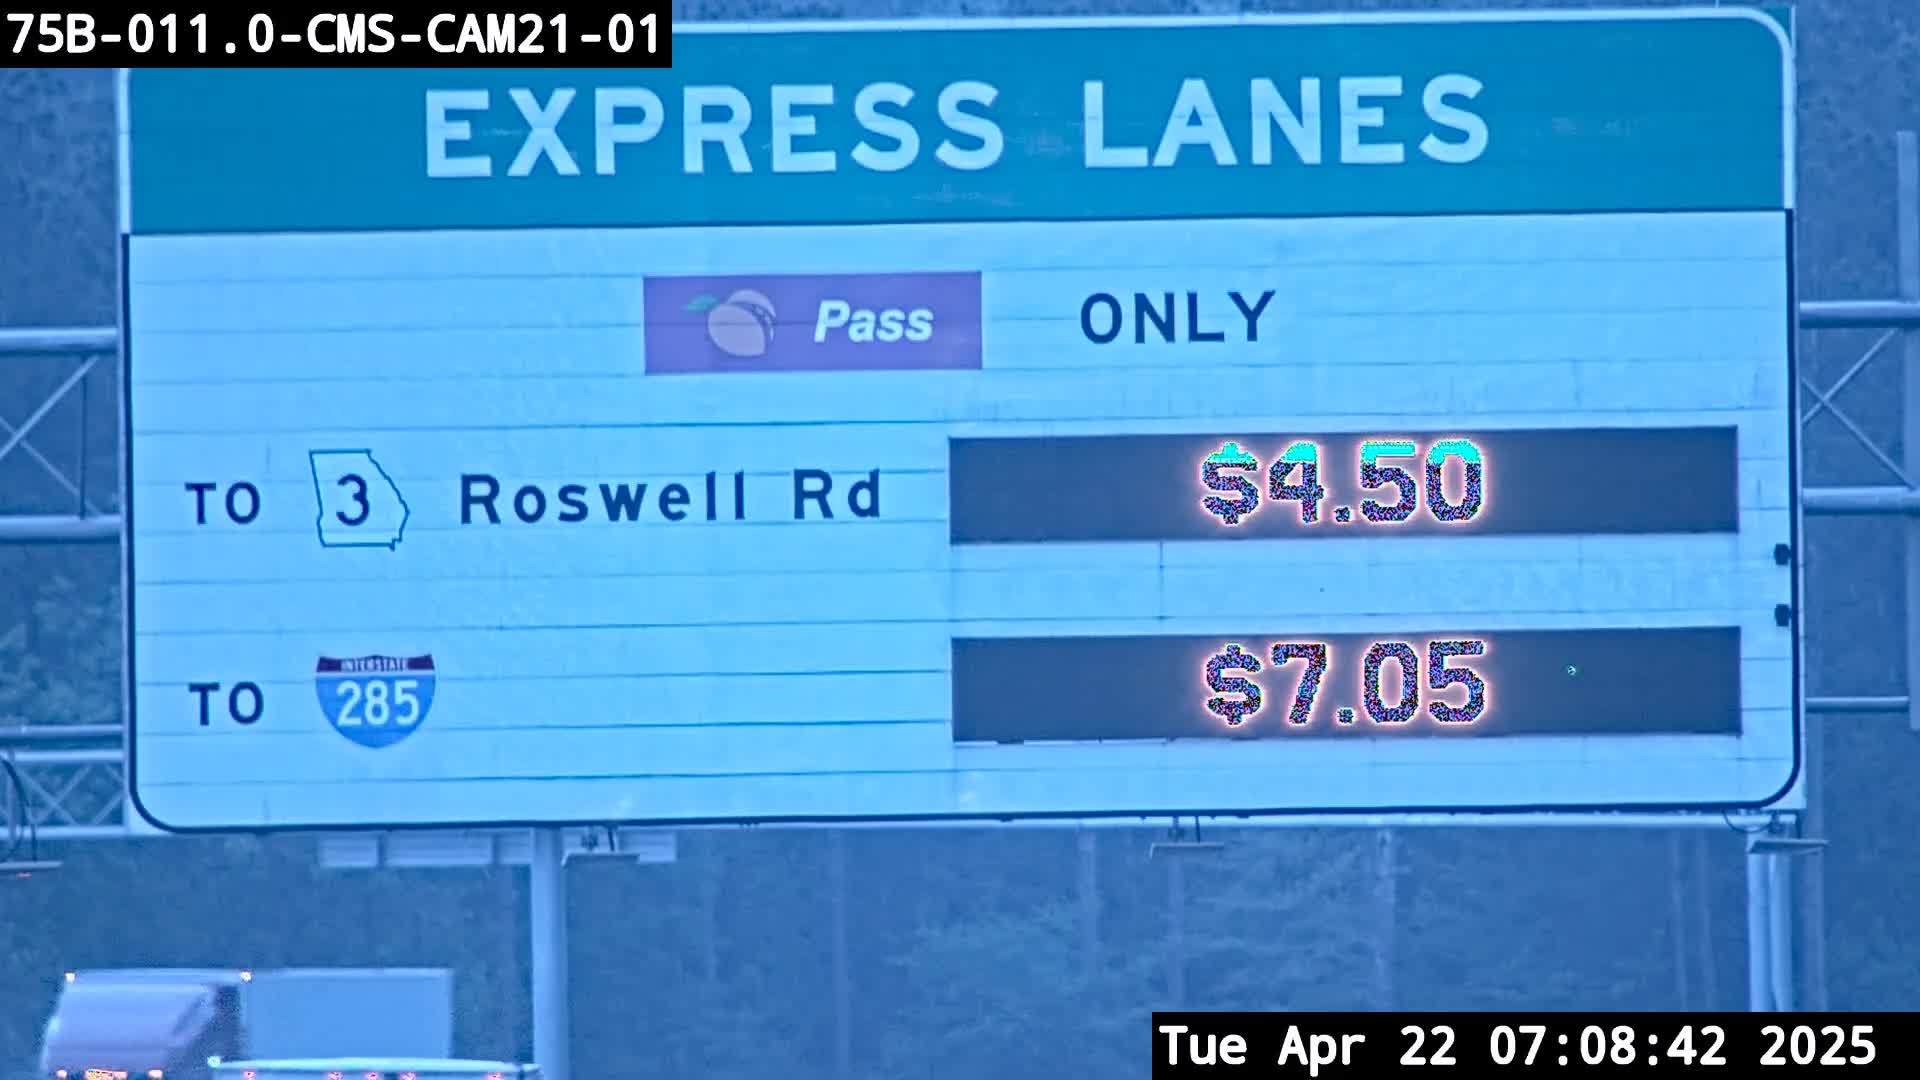 75B-011.0-CMS-CAM21-01
EXPRESS LANES
Pass ONLY
TO 3 Roswell Rd $4.50
TO INTERSTATE 285 $7.05
Tue Apr 22 07:08:42 2025